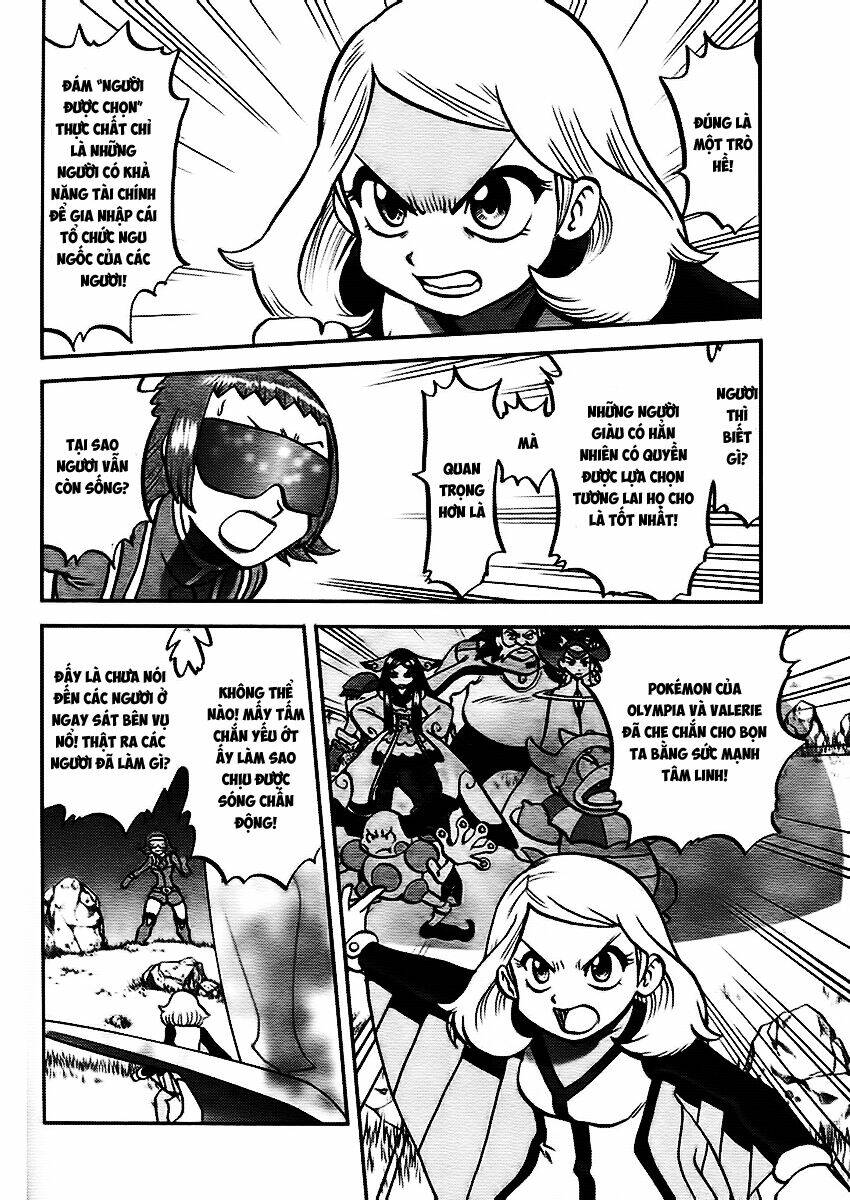 ĐÚNG LÀ
MỘT TRÒ
HỀ!
ĐÁM "NGƯỜI
ĐƯỢC CHỌN"
THỰC CHẤT CHỈ
LÀ NHỮNG
NGƯỜI CÓ KHẢ
NĂNG TÀI CHÍNH
ĐỂ GIA NHẬP CÁI
TỔ CHỨC NGU
NGỐC CỦA CÁC
NGƯƠI!
NGƯƠI
THÌ
BIẾT
GÌ?
NHỮNG NGƯỜI
GIÀU CÓ HẲN
NHIÊN CÓ QUYỀN
ĐƯỢC LỰA CHỌN
TƯƠNG LAI HỌ CHO
LÀ TỐT NHẤT!
MÀ
QUAN
TRỌNG
HƠN LÀ
TẠI SAO
NGƯƠI VẪN
CÒN SỐNG?
POKÉMON CỦA
OLYMPIA VÀ VALERIE
ĐÃ CHE CHẮN CHO BỌN
TA BẰNG SỨC MẠNH
TÂM LINH!
KHÔNG THỂ
NÀO! MẤY TẤM
CHẮN YẾU ỚT
ẤY LÀM SAO
CHỊU ĐƯỢC
SÓNG CHẤN
ĐỘNG!
ĐẤY LÀ CHƯA NÓI
ĐẾN CÁC NGƯƠI Ở
NGAY SÁT BÊN VỤ
NỔ! THẬT RA CÁC
NGƯƠI ĐÃ LÀM GÌ?